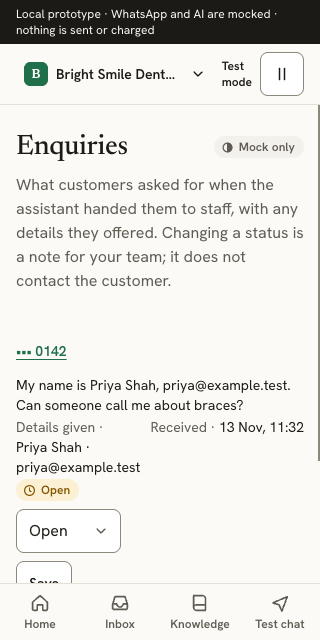 Local prototype · WhatsApp and AI are mocked ·
nothing is sent or charged
B Bright Smile Dent... Test
mode
Enquiries
Mock only
What customers asked for when the
assistant handed them to staff, with any
details they offered. Changing a status is
a note for your team; it does not
contact the customer.
••• 0142
My name is Priya Shah, priya@example.test.
Can someone call me about braces?
Details given · Received · 13 Nov, 11:32
Priya Shah ·
priya@example.test
Open
Open
Save
Home Inbox Knowledge Test chat